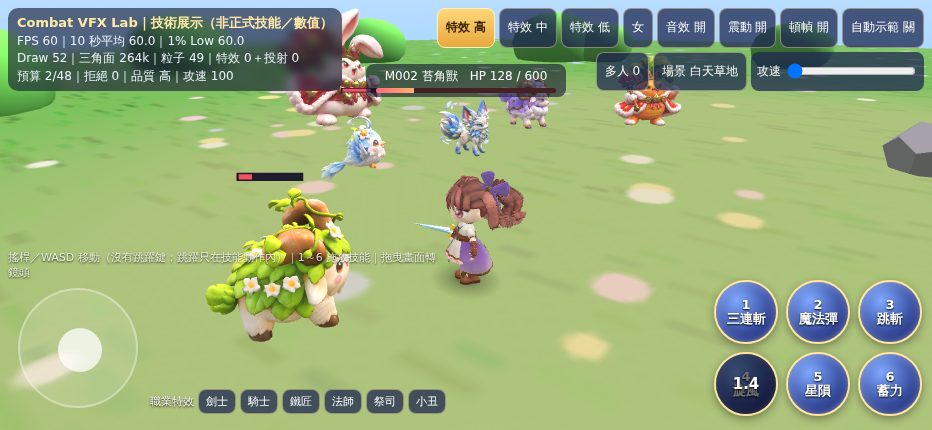 Combat VFX Lab｜技術展示（非正式技能／數值）
FPS 60｜10 秒平均 60.0｜1% Low 60.0
Draw 52｜三角面 264k｜粒子 49｜特效 0＋投射 0
預算 2/48｜拒絕 0｜品質 高｜攻速 100
特效 高
特效 中
特效 低
女
音效 開
震動 開
頓幀 開
自動示範 關
M002 苔角獸 HP 128 / 600
多人 0
場景 白天草地
攻速
搖桿／WASD 移動（沒有跳躍鍵；跳躍只在技能動作內）｜1~6 施放技能｜拖曳畫面轉
鏡頭
1
三連斬
2
魔法彈
3
跳斬
4
1.4
旋風
5
星隕
6
蓄力
職業特效
劍士
騎士
鐵匠
法師
祭司
小丑